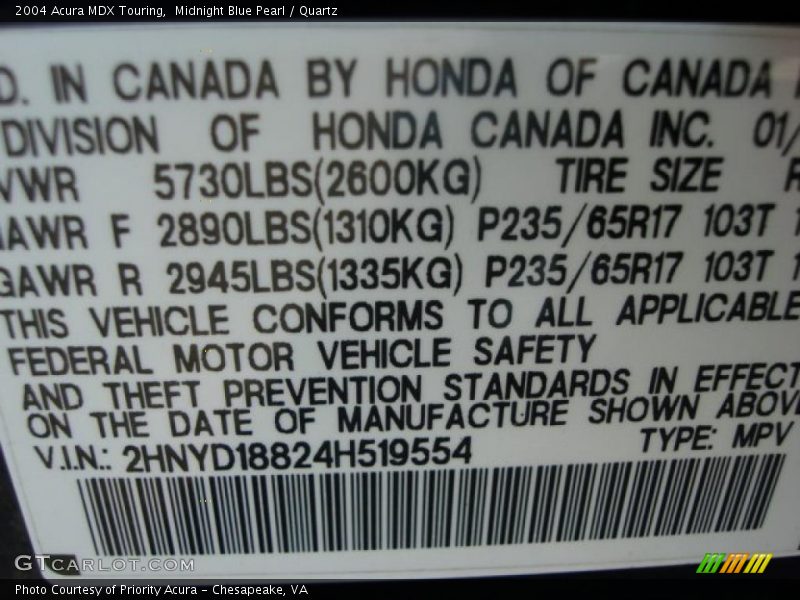 2004 Acura MDX Touring,  Midnight Blue Pearl / Quartz
D. IN CANADA BY HONDA OF CANADA
DIVISION OF HONDA CANADA INC. 01/
VWR 5730LBS(2600KG) TIRE SIZE R
AWR F 2890LBS(1310KG) P235/65R17 103T 1
GAWR R 2945LBS(1335KG) P235/65R17 103T 1
THIS VEHICLE CONFORMS TO ALL APPLICABLE
FEDERAL MOTOR VEHICLE SAFETY
AND THEFT PREVENTION STANDARDS IN EFFECT
ON THE DATE OF MANUFACTURE SHOWN ABOVE
V.I.N.: 2HNYD18824H519554 TYPE: MPV
GTCarLot.com
Photo Courtesy of Priority Acura - Chesapeake, VA